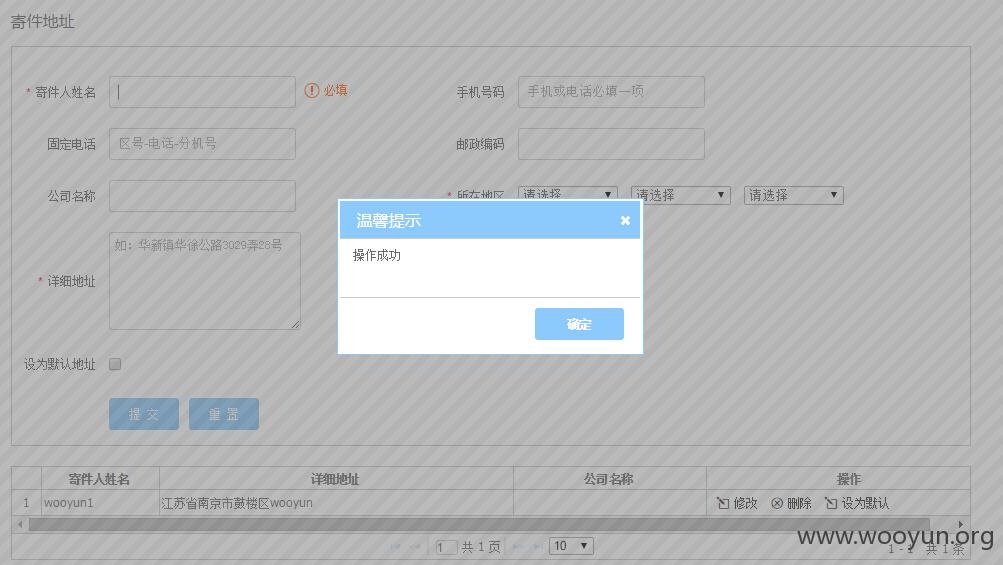 寄件地址
* 寄件人姓名 必填 手机号码 手机或电话必填一项
固定电话 区号-电话-分机号 邮政编码
公司名称 * 所在地区 请选择 请选择 请选择
温馨提示
操作成功
确定
* 详细地址 如：华新镇华徐公路3029弄28号
设为默认地址
提 交 重 置
寄件人姓名 详细地址 公司名称 操作
1 wooyun1 江苏省南京市鼓楼区wooyun 修改 删除 设为默认
1 共 1 页 10 1 - 1 共 1 条
www.wooyun.org